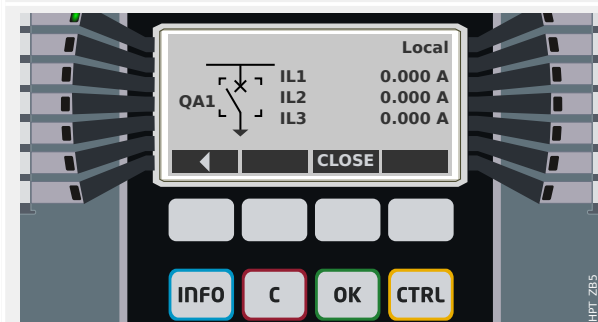 Local
IL1 0.000 A
QA1 IL2 0.000 A
IL3 0.000 A
CLOSE
INFO C OK CTRL
HPT_ZB5